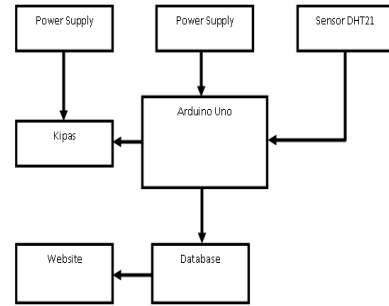 Power Supply
Power Supply
Sensor DHT21
Arduino Uno
Kipas
Website
Database